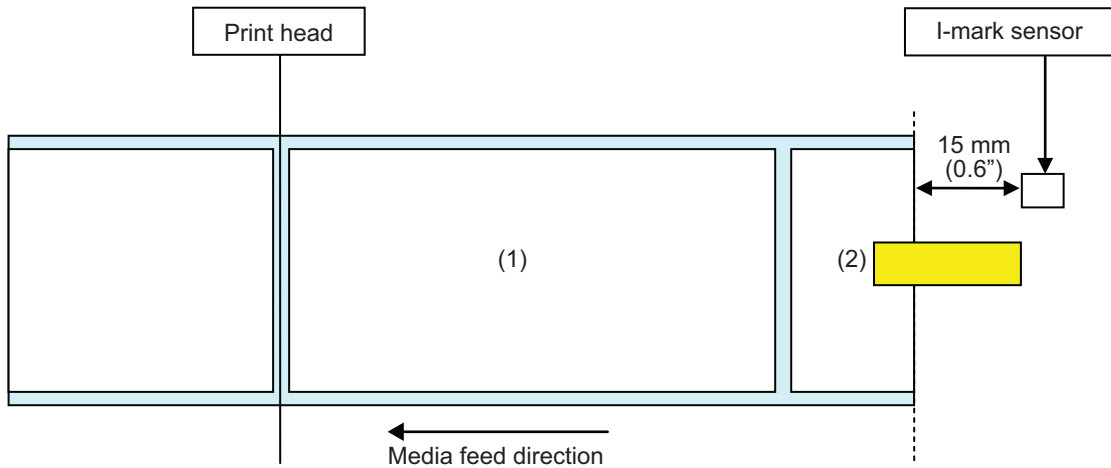 Print head
I-mark sensor
15 mm
(0.6”)
(1)
(2)
Media feed direction